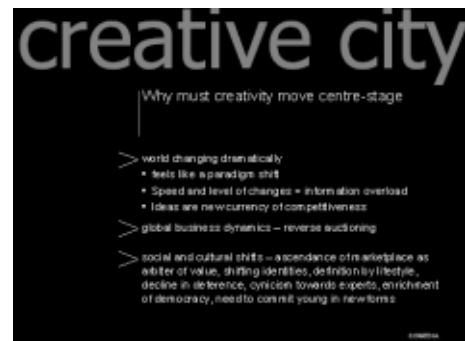 creative city
Why must creativity move centre-stage
world changing dramatically
• feels like a paradigm shift
• Speed and level of changes = information overload
• Ideas are new currency of competitiveness
global business dynamics – reverse auctioning
social and cultural shifts – ascendance of marketplace as
arbiter of value, shifting identities, definition by lifestyle,
decline in deference, cynicism towards experts, enrichment
of democracy, need to commit young in new forms